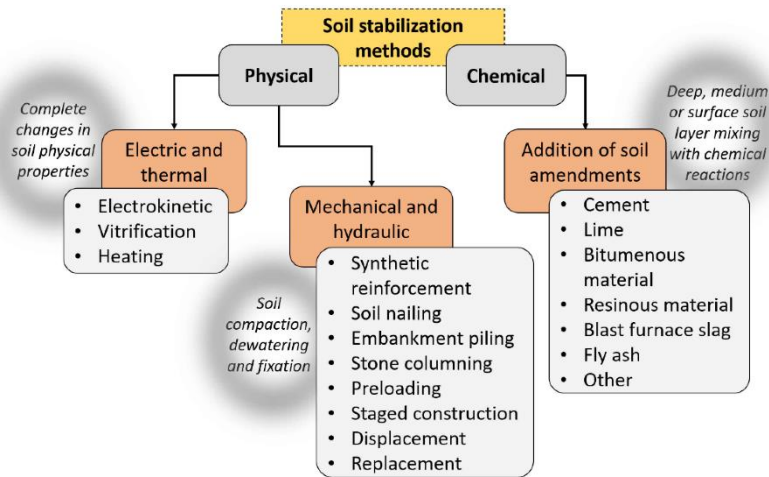 Soil stabilization
methods
Physical
Chemical
Complete
changes in
soil physical
properties
Electric and
thermal
• Electrokinetic
• Vitrification
• Heating
Mechanical and
hydraulic
• Synthetic
reinforcement
• Soil nailing
• Embankment piling
• Stone columning
• Preloading
• Staged construction
• Displacement
• Replacement
Soil
compaction,
dewatering
and fixation
Addition of soil
amendments
• Cement
• Lime
• Bitumenous
material
• Resinous material
• Blast furnace slag
• Fly ash
• Other
Deep, medium
or surface soil
layer mixing
with chemical
reactions